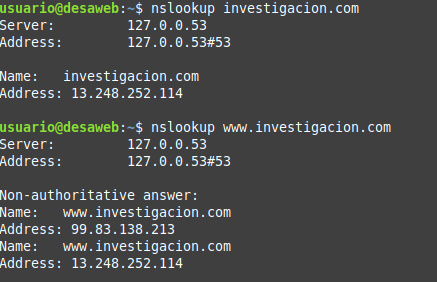 usuario@desaweb:~$ nslookup investigacion.com
Server:         127.0.0.53
Address:        127.0.0.53#53

Name:   investigacion.com
Address: 13.248.252.114

usuario@desaweb:~$ nslookup www.investigacion.com
Server:         127.0.0.53
Address:        127.0.0.53#53

Non-authoritative answer:
Name:   www.investigacion.com
Address: 99.83.138.213
Name:   www.investigacion.com
Address: 13.248.252.114